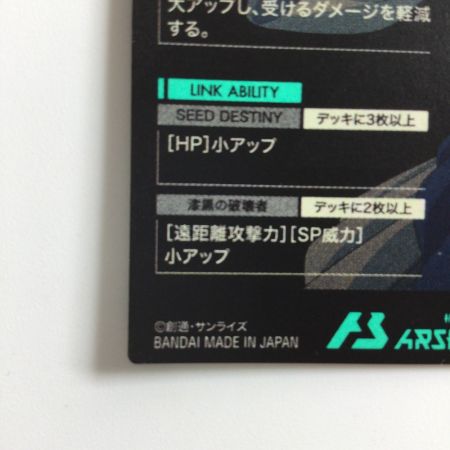 大アップし、受けるダメージを軽減
する。
LINK ABILITY
SEED DESTINY デッキに3枚以上
[HP]小アップ
漆黒の破壊者 デッキに2枚以上
[遠距離攻撃力][SP威力]
小アップ
©創通・サンライズ
BANDAI MADE IN JAPAN